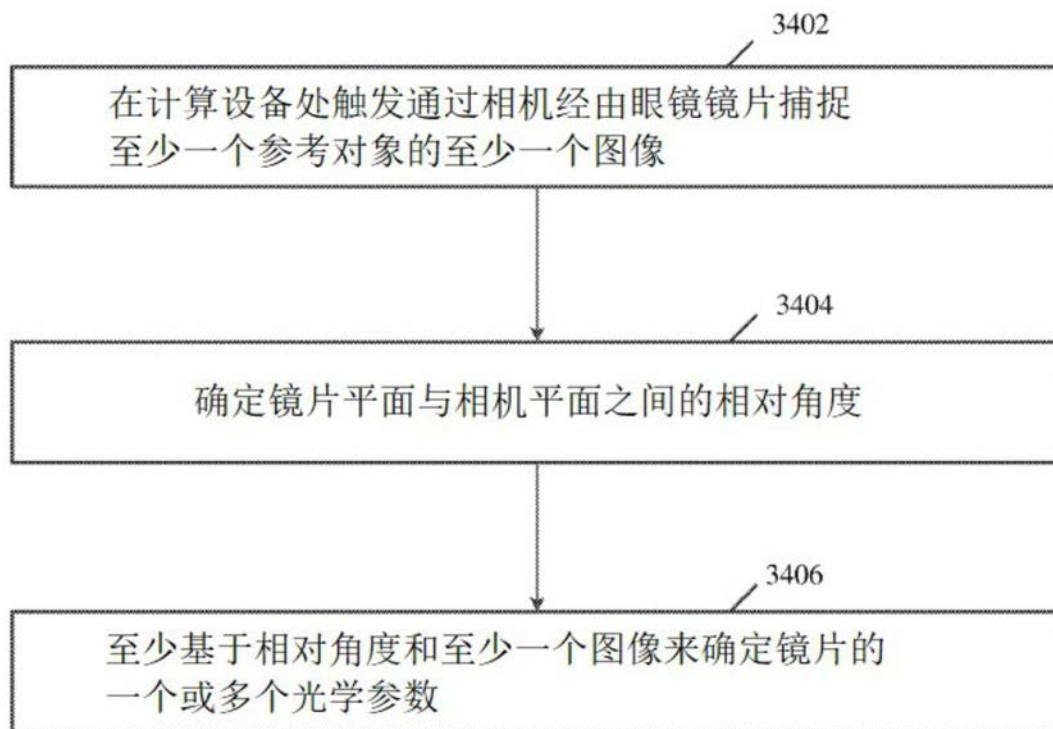 3402
在计算设备处触发通过相机经由眼镜镜片捕捉
至少一个参考对象的至少一个图像
3404
确定镜片平面与相机平面之间的相对角度
3406
至少基于相对角度和至少一个图像来确定镜片的
一个或多个光学参数